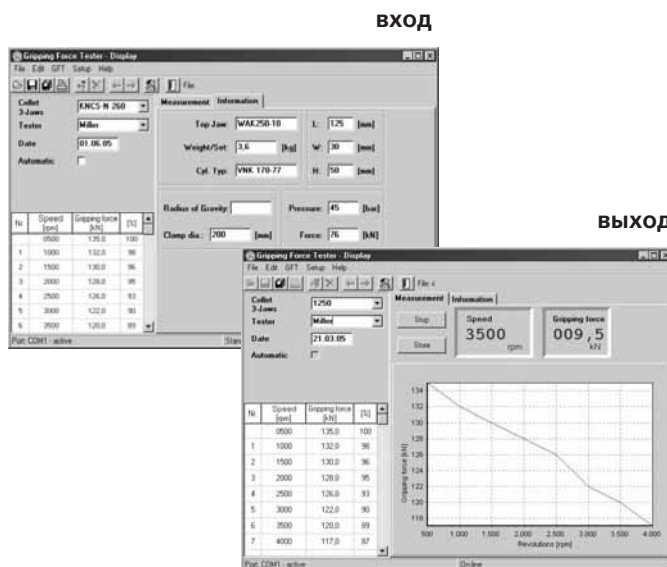 ВХОД
Gripping Force Tester - Display
File Edit GFT Setup Help
File:
Collet
3-Jaws
KNCS-N 260
Tester
Miller
Date
01.06.05
Automatic
Measurement Information
Top Jaw: WAK250-10
L: 125 [mm]
Weight/Set: 3,6 [kg]
W: 30 [mm]
Cyl. Typ: VNK 170-77
H: 50 [mm]
Radius of Gravity:
Pressure: 45 [bar]
Clamp dia.: 200 [mm]
Force: 76 [kN]
Nr. Speed [rpm] Gripping force [kN] [%]
0500 135,0 100
1 1000 132,0 98
2 1500 130,0 96
3 2000 128,0 95
4 2500 126,0 93
5 3000 122,0 90
6 3500 120,0 89
Port: COM1 - active
Stan
ВЫХОД
Gripping Force Tester - Display
File Edit GFT Setup Help
File: x
Collet
3-Jaws
1250
Tester
Miller
Date
21.03.05
Automatic
Measurement Information
Stop
Store
Speed
3500
rpm
Gripping force
009,5
kN
Nr. Speed [rpm] Gripping force [kN] [%]
0500 135,0 100
1 1000 132,0 98
2 1500 130,0 96
3 2000 128,0 95
4 2500 126,0 93
5 3000 122,0 90
6 3500 120,0 89
7 4000 117,0 87
Gripping force [kN]
134
132
130
128
126
124
122
120
118
500 1.000 1.500 2.000 2.500 3.000 3.500 4.000
Revolutions [rpm]
Port: COM1 - active
On-line